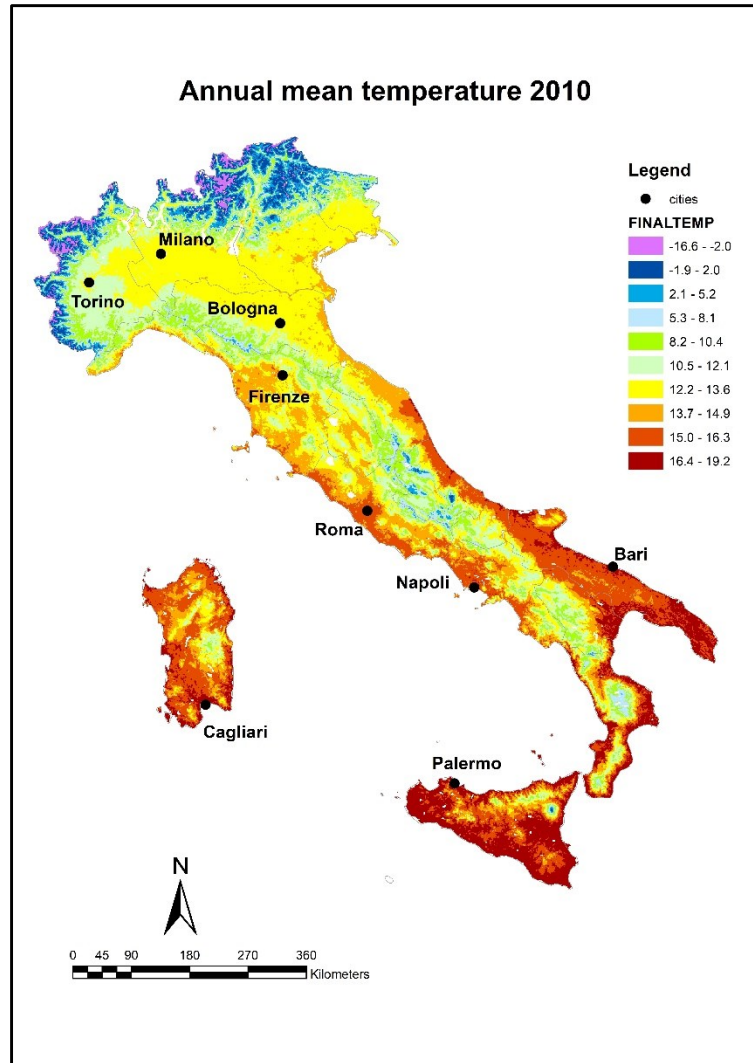 Annual mean temperature 2010
Legend
cities
FINALTEMP
-16.6 - -2.0
-1.9 - 2.0
2.1 - 5.2
5.3 - 8.1
8.2 - 10.4
10.5 - 12.1
12.2 - 13.6
13.7 - 14.9
15.0 - 16.3
16.4 - 19.2
Milano
Torino
Bologna
Firenze
Roma
Napoli
Bari
Cagliari
Palermo
N
0 45 90 180 270 360
Kilometers